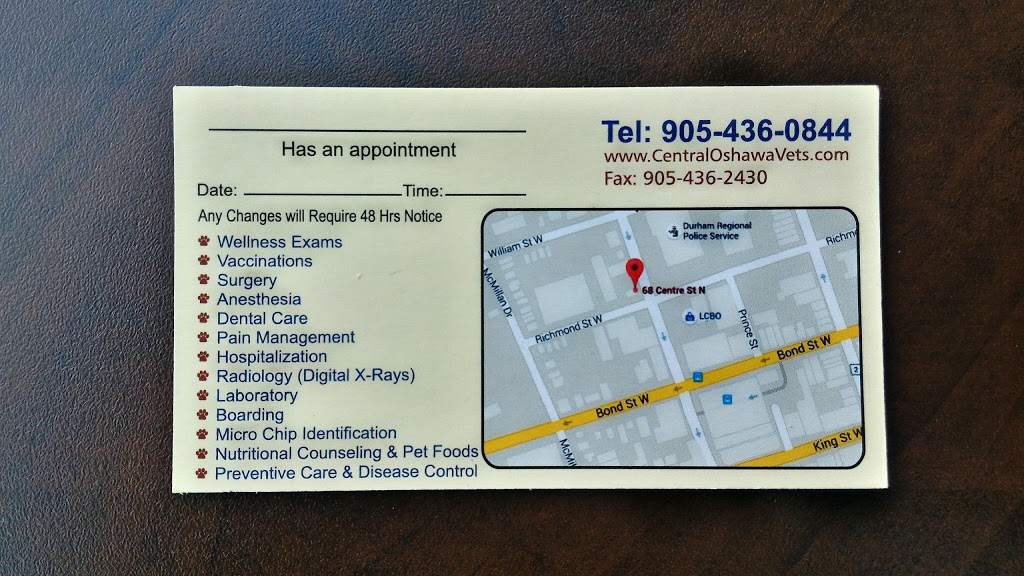 Has an appointment
Date: Time:
Any Changes will Require 48 Hrs Notice
Wellness Exams
Vaccinations
Surgery
Anesthesia
Dental Care
Pain Management
Hospitalization
Radiology (Digital X-Rays)
Laboratory
Boarding
Micro Chip Identification
Nutritional Counseling & Pet Foods
Preventive Care & Disease Control
Tel: 905-436-0844
www.CentralOshawaVets.com
Fax: 905-436-2430
Durham Regional
Police Service
William St W
Richm
McMillan Dr
68 Centre St N
LCBO
Richmond St W
Prince St
Bond St W
2
Bond St W
King St W
McMil